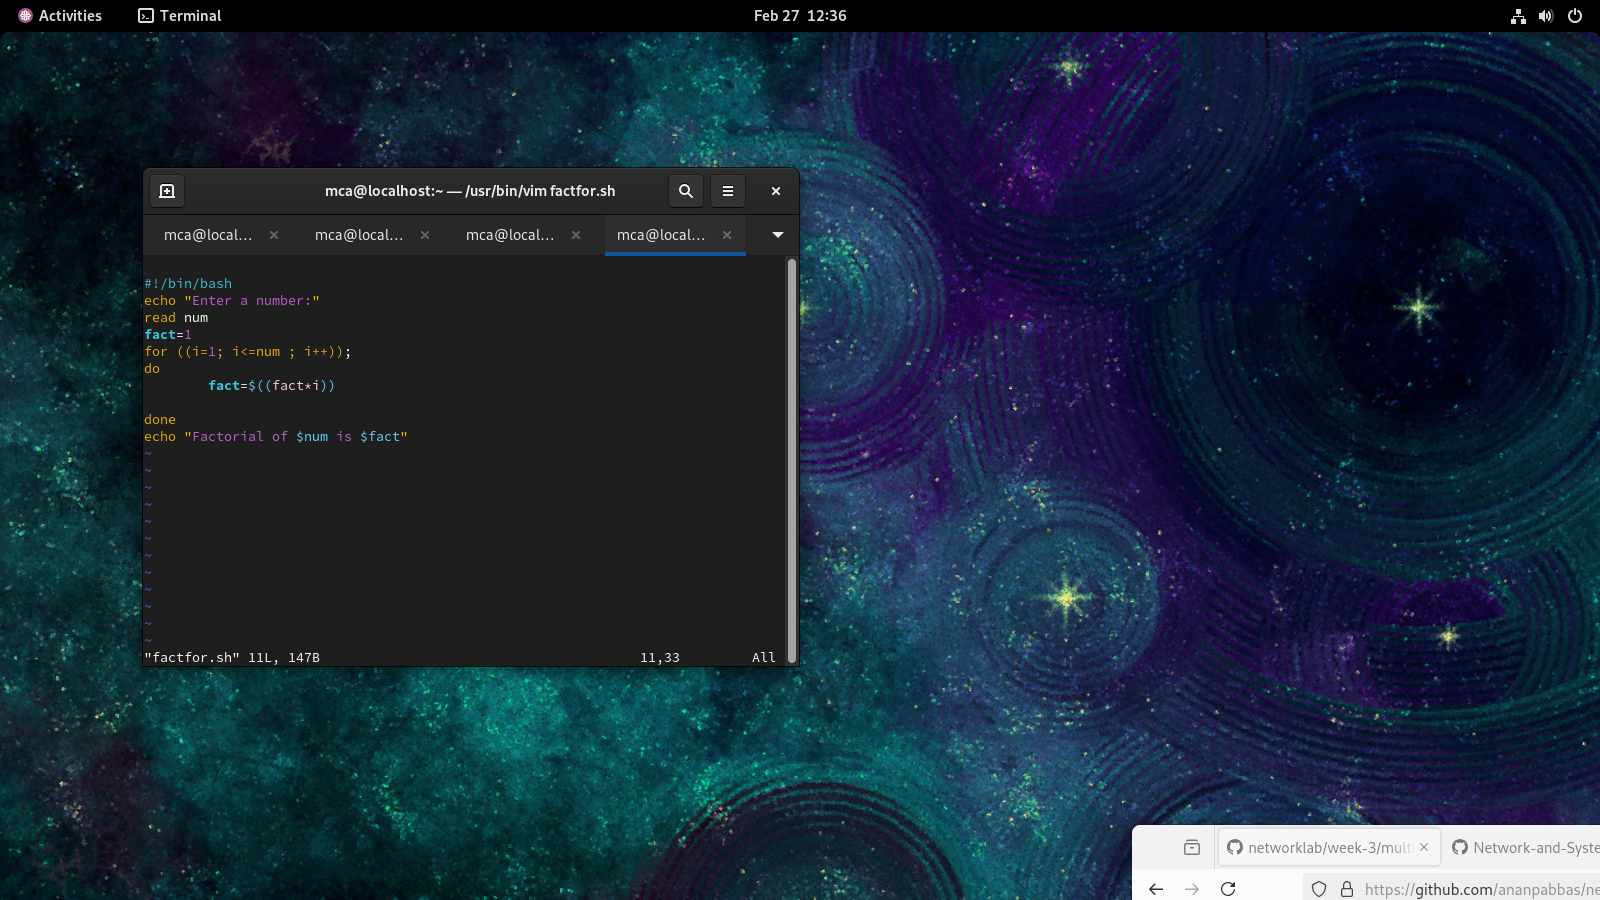 Activities
Terminal
Feb 27 12:36
mca@localhost:~ — /usr/bin/vim factfor.sh
mca@local...
mca@local...
mca@local...
mca@local...
#!/bin/bash
echo "Enter a number:"
read num
fact=1
for ((i=1; i<=num ; i++));
do
        fact=$((fact*i))
done
echo "Factorial of $num is $fact"
~
~
~
~
~
~
~
~
~
~
~
~
"factfor.sh" 11L, 147B 11,33 All
networklab/week-3/mult
Network-and-Syste
https://github.com/ananpabbas/ne